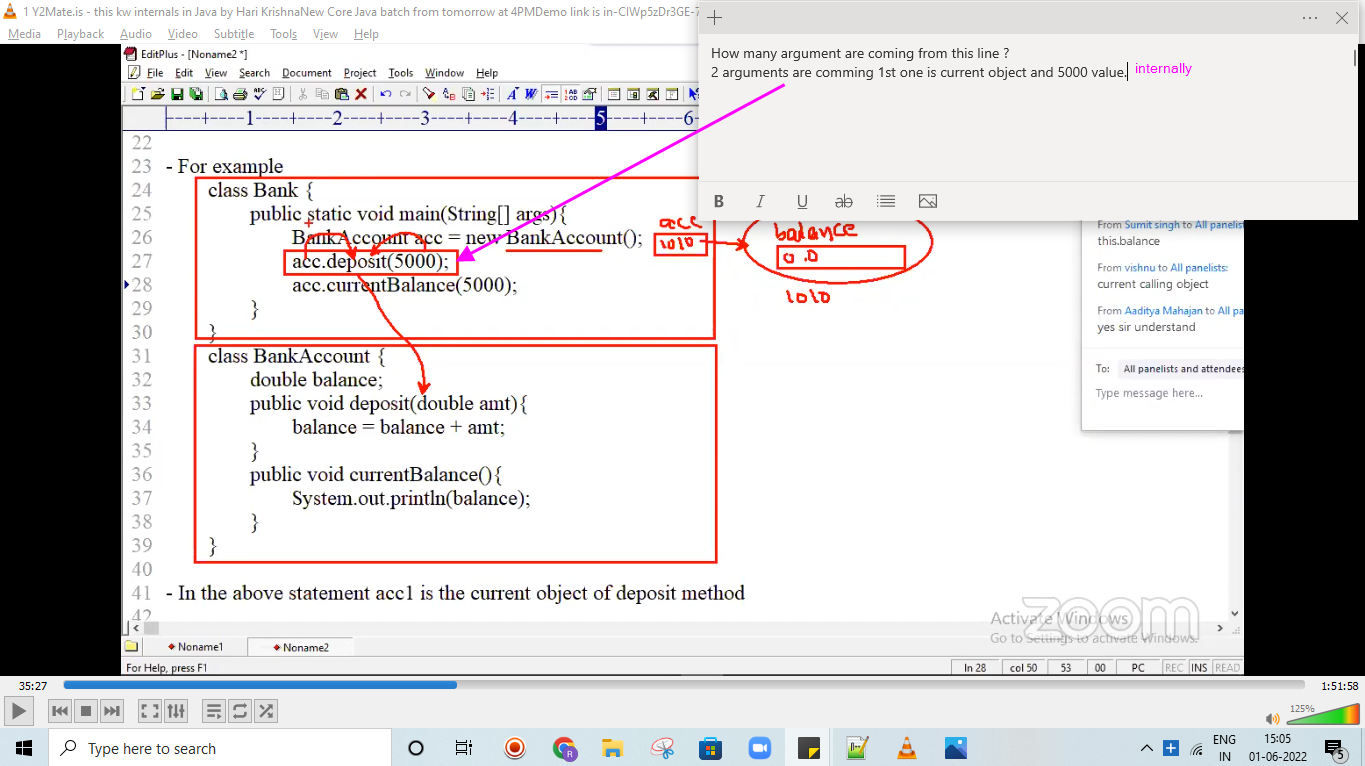 1 Y2Mate.is - this kw internals in Java by Hari KrishnaNew Core Java batch from tomorrow at 4PMDemo link is in-ClWp5zDr3GE-7
Media Playback Audio Video Subtitle Tools View Help
How many argument are coming from this line ?
2 arguments are comming 1st one is current object and 5000 value. internally
B I U ab
EditPlus - [Noname2 *]
File Edit View Search Document Project Tools Window Help
----+----1----+----2----+----3----+----4----+----5----+----6
22
23 - For example
24 class Bank {
25 public static void main(String[] args){
26 BankAccount acc = new BankAccount();
27 acc.deposit(5000);
28 acc.currentBalance(5000);
29 }
30 }
31 class BankAccount {
32 double balance;
33 public void deposit(double amt){
34 balance = balance + amt;
35 }
36 public void currentBalance(){
37 System.out.println(balance);
38 }
39 }
40
41 - In the above statement acc1 is the current object of deposit method
42
acc
1010
balance
0.0
1010
From Sumit singh to All panelist
this.balance
From vishnu to All panelists:
current calling object
From Aaditya Mahajan to All pa
yes sir understand
To: All panelists and attendees
Type message here...
zoom
Activate Windows
Go to Settings to activate Windows.
Noname1 Noname2
For Help, press F1 ln 28 col 50 53 00 PC REC INS READ
35:27 1:51:58
125%
Type here to search
R
ENG
IN
15:05
01-06-2022
5